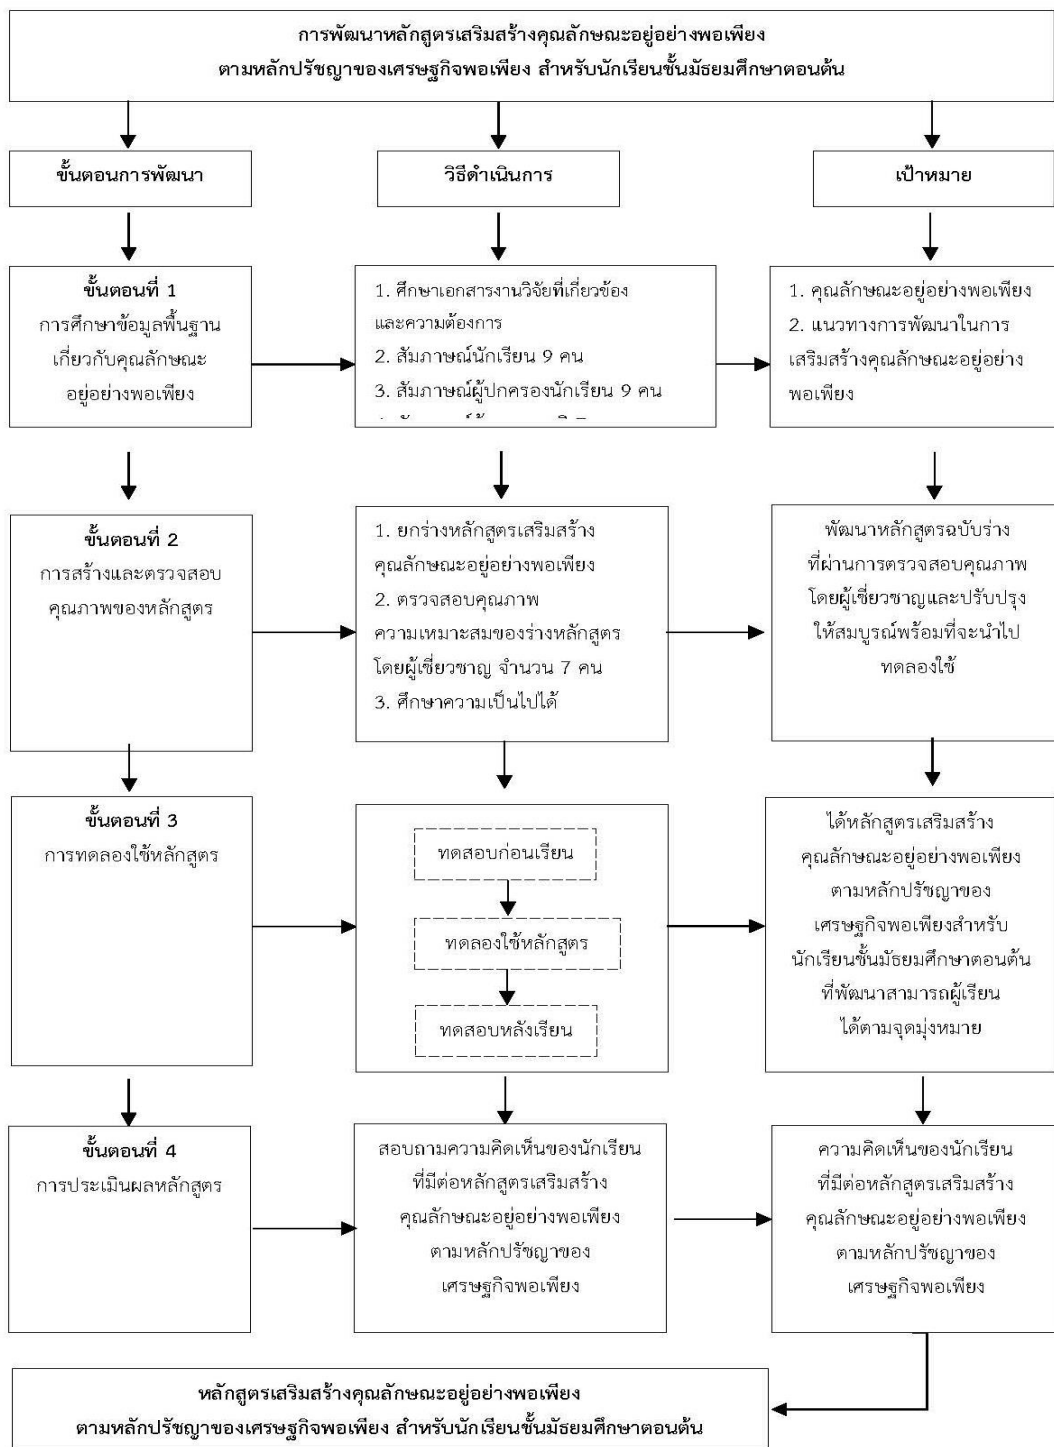 การพัฒนาหลักสูตรเสริมสร้างคุณลักษณะอยู่อย่างพอเพียง
ตามหลักปรัชญาของเศรษฐกิจพอเพียง สำหรับนักเรียนชั้นมัธยมศึกษาตอนต้น
ขั้นตอนการพัฒนา
วิธีดำเนินการ
เป้าหมาย
ขั้นตอนที่ 1
การศึกษาข้อมูลพื้นฐาน
เกี่ยวกับคุณลักษณะ
อยู่อย่างพอเพียง
1. ศึกษาเอกสารงานวิจัยที่เกี่ยวข้อง
และความต้องการ
2. สัมภาษณ์นักเรียน 9 คน
3. สัมภาษณ์ผู้ปกครองนักเรียน 9 คน
1. คุณลักษณะอยู่อย่างพอเพียง
2. แนวทางการพัฒนาในการ
เสริมสร้างคุณลักษณะอยู่อย่าง
พอเพียง
ขั้นตอนที่ 2
การสร้างและตรวจสอบ
คุณภาพของหลักสูตร
1. ยกร่างหลักสูตรเสริมสร้าง
คุณลักษณะอยู่อย่างพอเพียง
2. ตรวจสอบคุณภาพ
ความเหมาะสมของร่างหลักสูตร
โดยผู้เชี่ยวชาญ จำนวน 7 คน
3. ศึกษาความเป็นไปได้
พัฒนาหลักสูตรฉบับร่าง
ที่ผ่านการตรวจสอบคุณภาพ
โดยผู้เชี่ยวชาญและปรับปรุง
ให้สมบูรณ์พร้อมที่จะนำไป
ทดลองใช้
ขั้นตอนที่ 3
การทดลองใช้หลักสูตร
ทดสอบก่อนเรียน
ทดลองใช้หลักสูตร
ทดสอบหลังเรียน
ได้หลักสูตรเสริมสร้าง
คุณลักษณะอยู่อย่างพอเพียง
ตามหลักปรัชญาของ
เศรษฐกิจพอเพียงสำหรับ
นักเรียนชั้นมัธยมศึกษาตอนต้น
ที่พัฒนาสามารถผู้เรียน
ได้ตามจุดมุ่งหมาย
ขั้นตอนที่ 4
การประเมินผลหลักสูตร
สอบถามความคิดเห็นของนักเรียน
ที่มีต่อหลักสูตรเสริมสร้าง
คุณลักษณะอยู่อย่างพอเพียง
ตามหลักปรัชญาของ
เศรษฐกิจพอเพียง
ความคิดเห็นของนักเรียน
ที่มีต่อหลักสูตรเสริมสร้าง
คุณลักษณะอยู่อย่างพอเพียง
ตามหลักปรัชญาของ
เศรษฐกิจพอเพียง
หลักสูตรเสริมสร้างคุณลักษณะอยู่อย่างพอเพียง
ตามหลักปรัชญาของเศรษฐกิจพอเพียง สำหรับนักเรียนชั้นมัธยมศึกษาตอนต้น